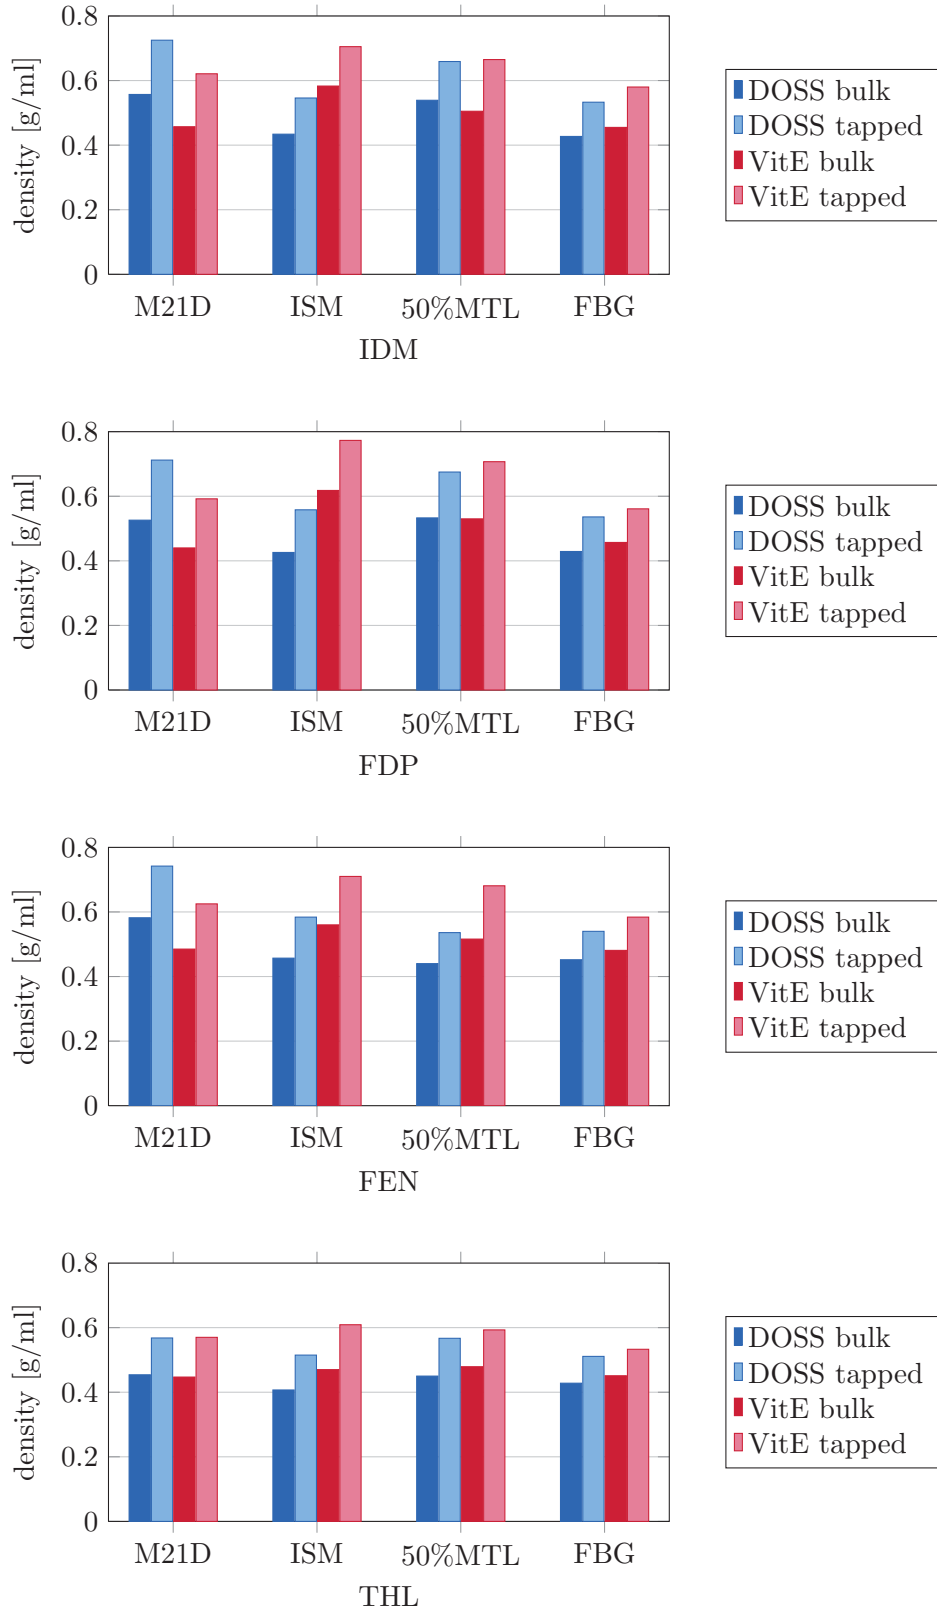 0.8
0.6
0.4
0.2
0
density [g/ml]
M21D ISM 50%MTL FBG
IDM
DOSS bulk
DOSS tapped
VitE bulk
VitE tapped
0.8
0.6
0.4
0.2
0
density [g/ml]
M21D ISM 50%MTL FBG
FDP
DOSS bulk
DOSS tapped
VitE bulk
VitE tapped
0.8
0.6
0.4
0.2
0
density [g/ml]
M21D ISM 50%MTL FBG
FEN
DOSS bulk
DOSS tapped
VitE bulk
VitE tapped
0.8
0.6
0.4
0.2
0
density [g/ml]
M21D ISM 50%MTL FBG
THL
DOSS bulk
DOSS tapped
VitE bulk
VitE tapped